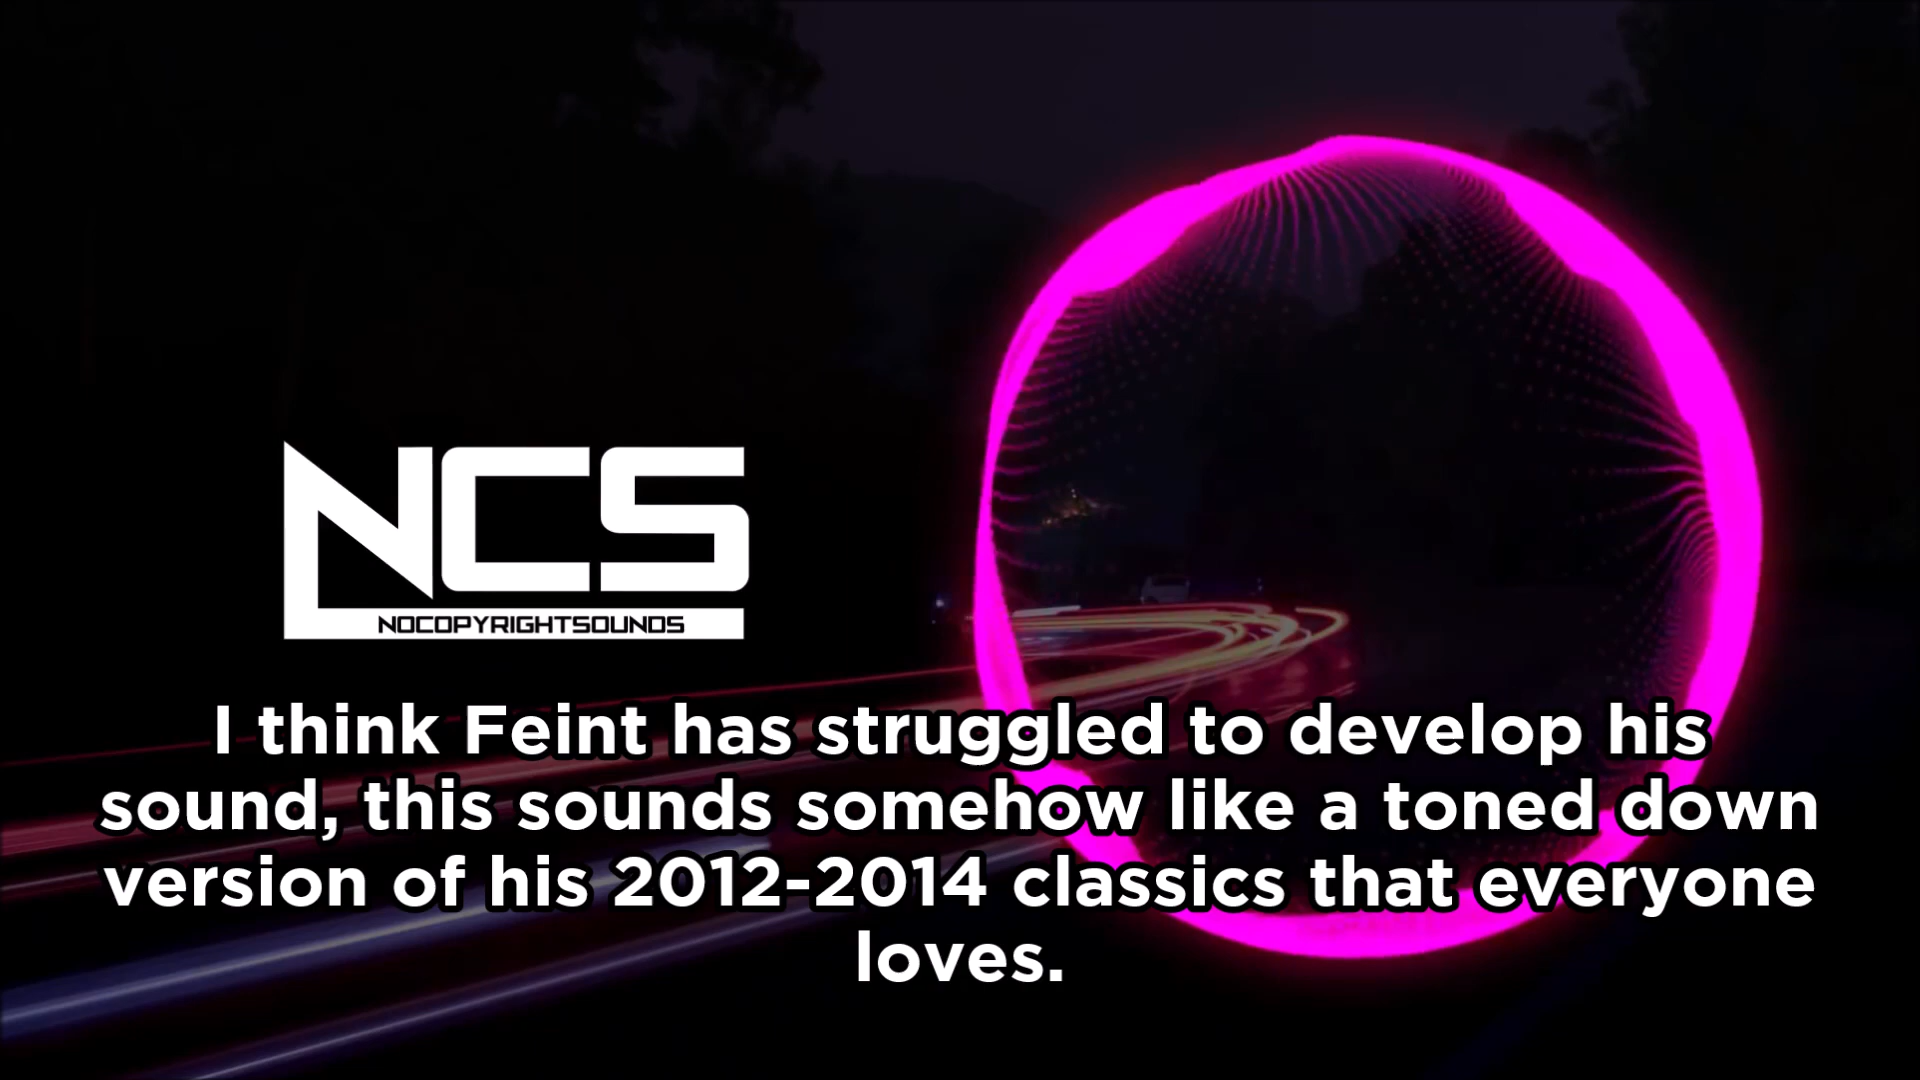 NCS
NOCOPYRIGHTSOUNDS
I think Feint has struggled to develop his
sound, this sounds somehow like a toned down
version of his 2012-2014 classics that everyone
loves.